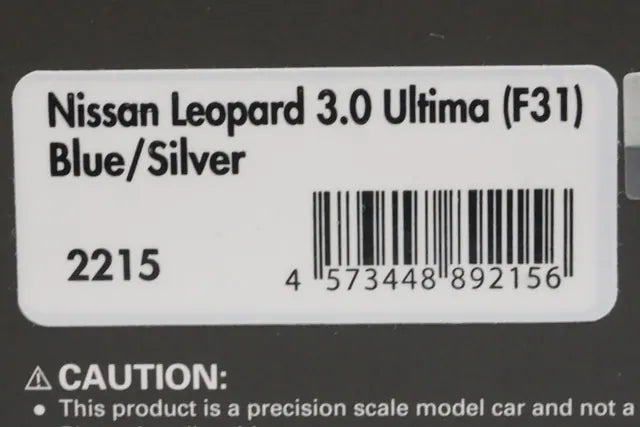 Nissan Leopard 3.0 Ultima (F31)
Blue/Silver
2215
4 573448 892156
⚠ CAUTION:
• This product is a precision scale model car and not a